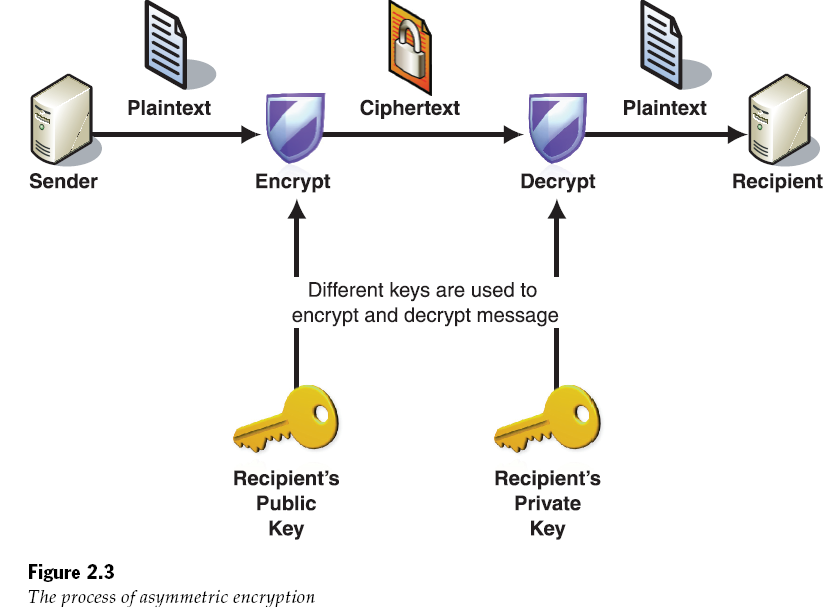 Plaintext
Ciphertext
Plaintext
Sender
Encrypt
Decrypt
Recipient
Different keys are used to
encrypt and decrypt message
Recipient’s
Public
Key
Recipient’s
Private
Key
Figure 2.3
The process of asymmetric encryption